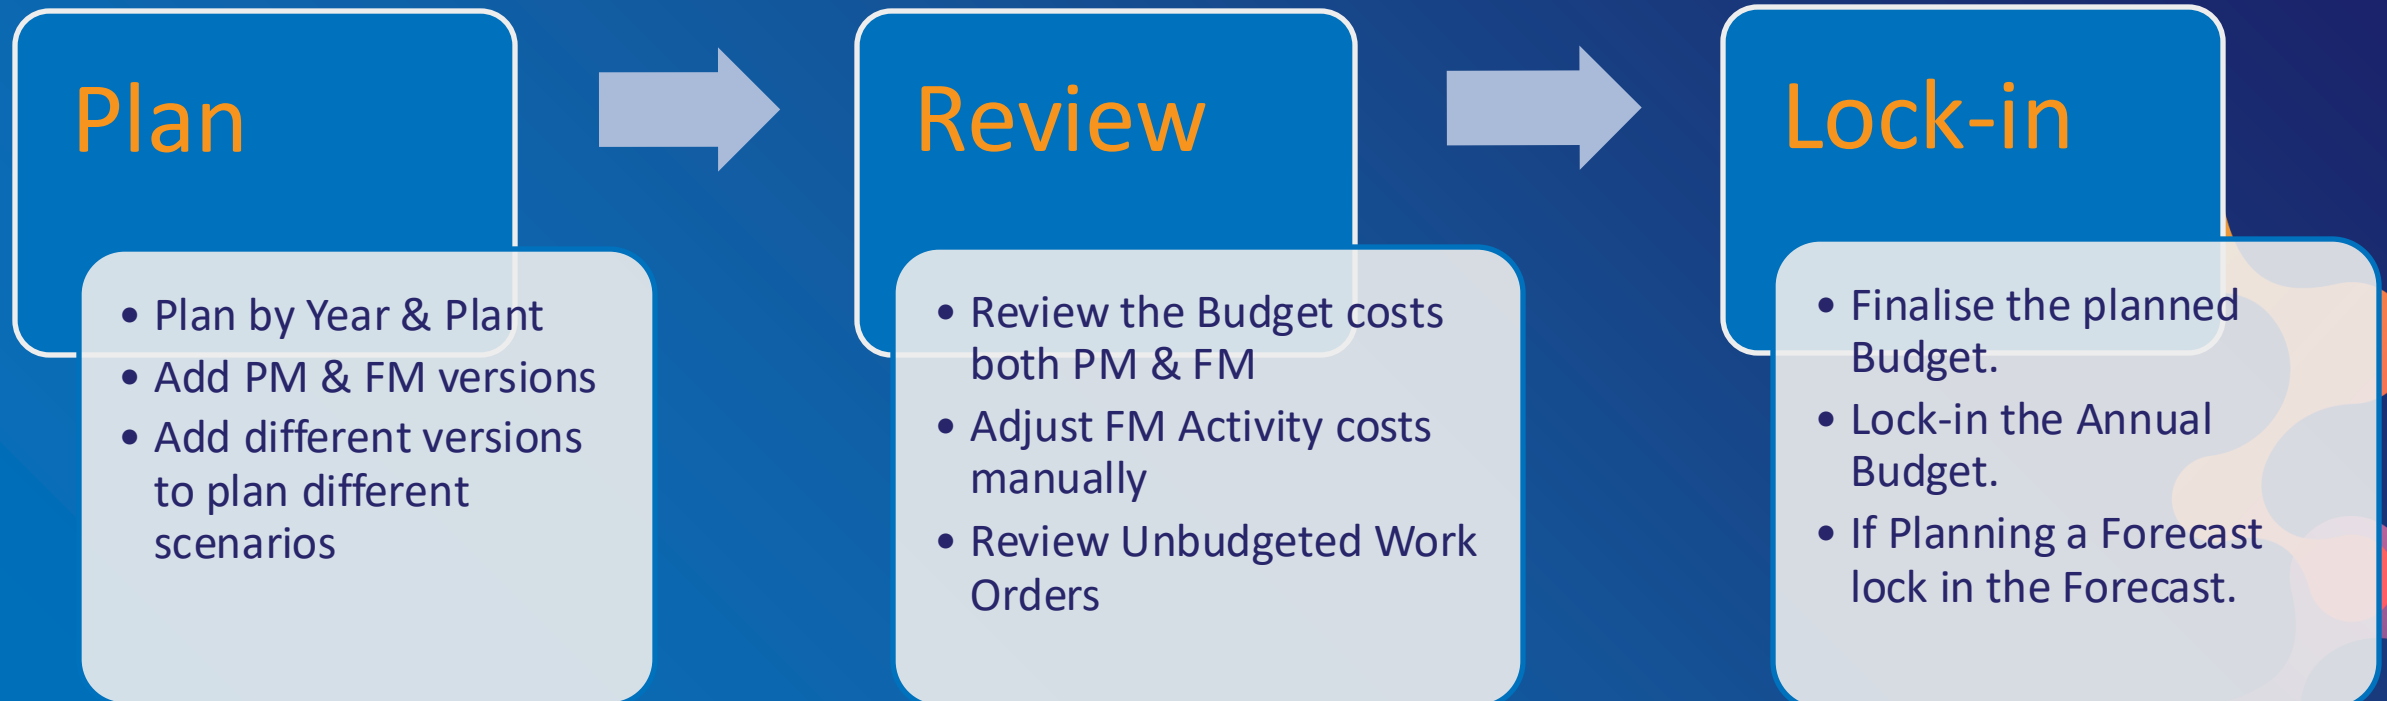 Plan
• Plan by Year & Plant
• Add PM & FM versions
• Add different versions
to plan different
scenarios
Review
• Review the Budget costs
both PM & FM
• Adjust FM Activity costs
manually
• Review Unbudgeted Work
Orders
Lock-in
• Finalise the planned
Budget.
• Lock-in the Annual
Budget.
• If Planning a Forecast
lock in the Forecast.